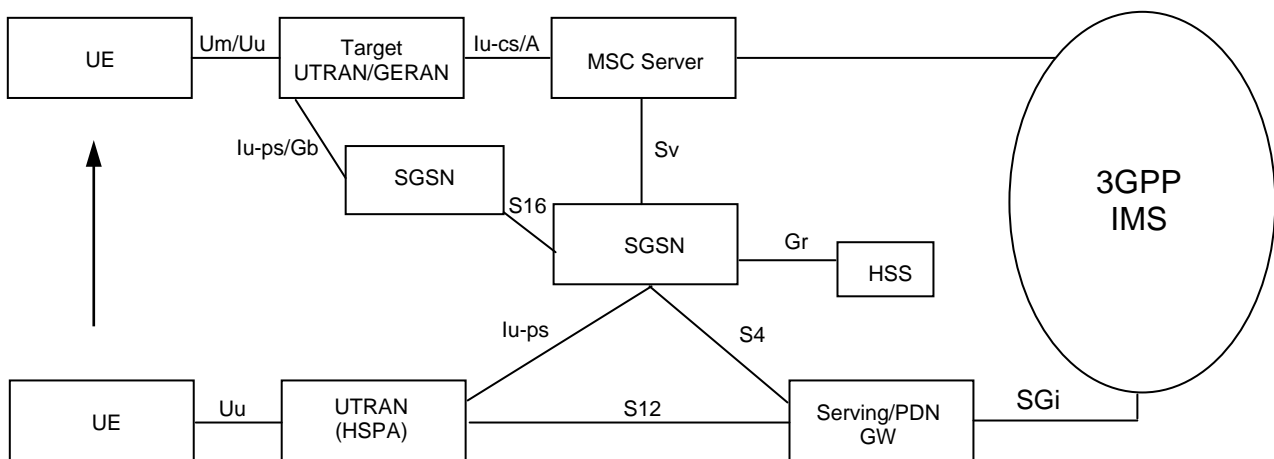 Um/Uu
Iu-cs/A
UE
Target
UTRAN/GERAN
MSC Server
Iu-ps/Gb
Sv
SGSN
S16
3GPP
IMS
SGSN
Gr
HSS
Iu-ps
S4
UE
Uu
UTRAN
(HSPA)
S12
Serving/PDN
GW
SGi